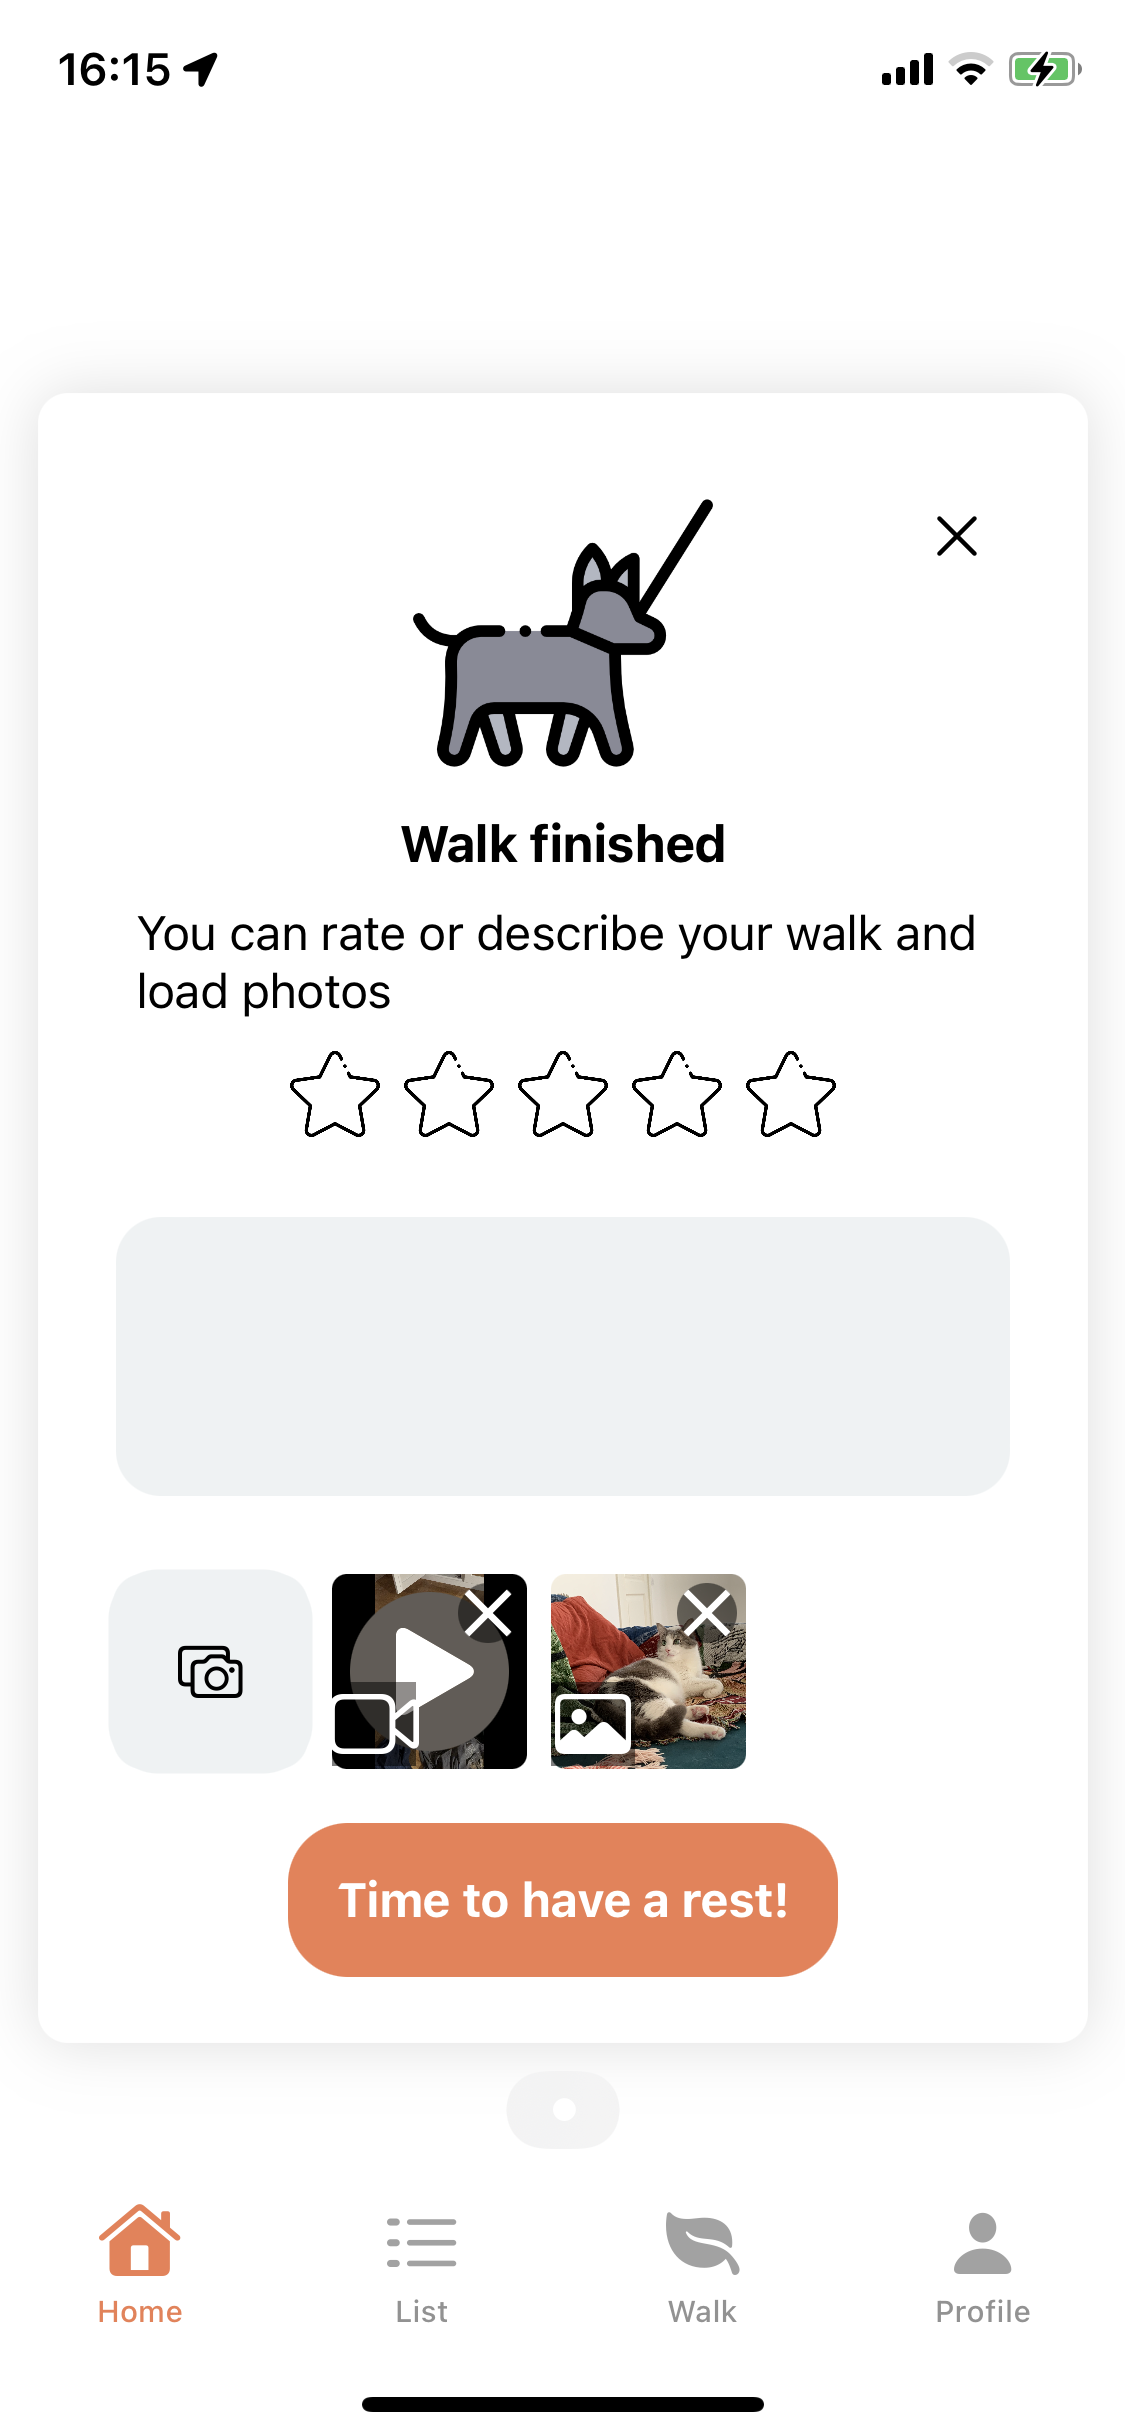 16:15
Walk finished
You can rate or describe your walk and
load photos
Time to have a rest!
Home
List
Walk
Profile